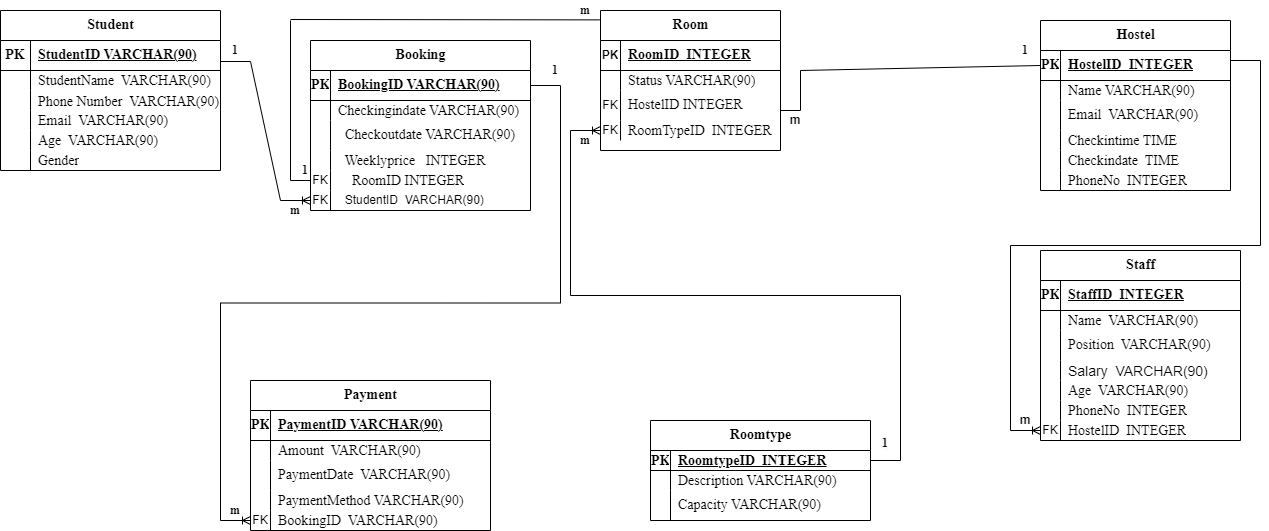 Student
PK StudentID VARCHAR(90)
StudentName VARCHAR(90)
Phone Number VARCHAR(90)
Email VARCHAR(90)
Age VARCHAR(90)
Gender
1
m
Booking
PK BookingID VARCHAR(90)
Checkingindate VARCHAR(90)
Checkoutdate VARCHAR(90)
Weeklyprice INTEGER
FK RoomID INTEGER
FK StudentID VARCHAR(90)
1
m
1
Room
PK RoomID INTEGER
Status VARCHAR(90)
FK HostelID INTEGER
FK RoomTypeID INTEGER
m
m
1
Hostel
PK HostelID INTEGER
Name VARCHAR(90)
Email VARCHAR(90)
Checkintime TIME
Checkindate TIME
PhoneNo INTEGER
Staff
PK StaffID INTEGER
Name VARCHAR(90)
Position VARCHAR(90)
Salary VARCHAR(90)
Age VARCHAR(90)
PhoneNo INTEGER
FK HostelID INTEGER
m
Payment
PK PaymentID VARCHAR(90)
Amount VARCHAR(90)
PaymentDate VARCHAR(90)
PaymentMethod VARCHAR(90)
FK BookingID VARCHAR(90)
m
Roomtype
PK RoomtypeID INTEGER
Description VARCHAR(90)
Capacity VARCHAR(90)
1